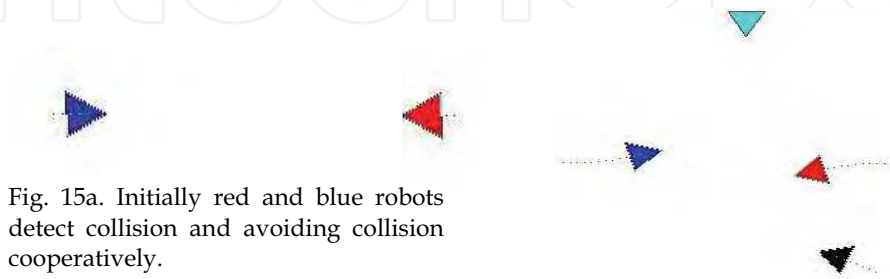 Fig. 15a. Initially red and blue robots
detect collision and avoiding collision
cooperatively.